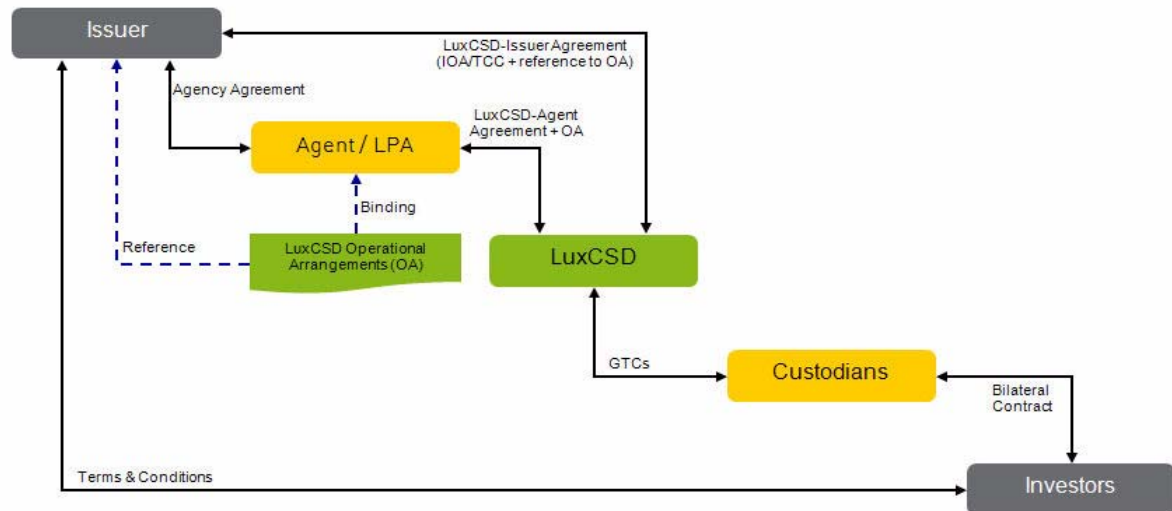 Issuer
LuxCSD-Issuer Agreement
(IOA/TCC + reference to OA)
Agency Agreement
LuxCSD-Agent
Agreement + OA
Agent / LPA
Binding
Reference
LuxCSD Operational
Arrangements (OA)
LuxCSD
GTCs
Custodians
Bilateral
Contract
Terms & Conditions
Investors